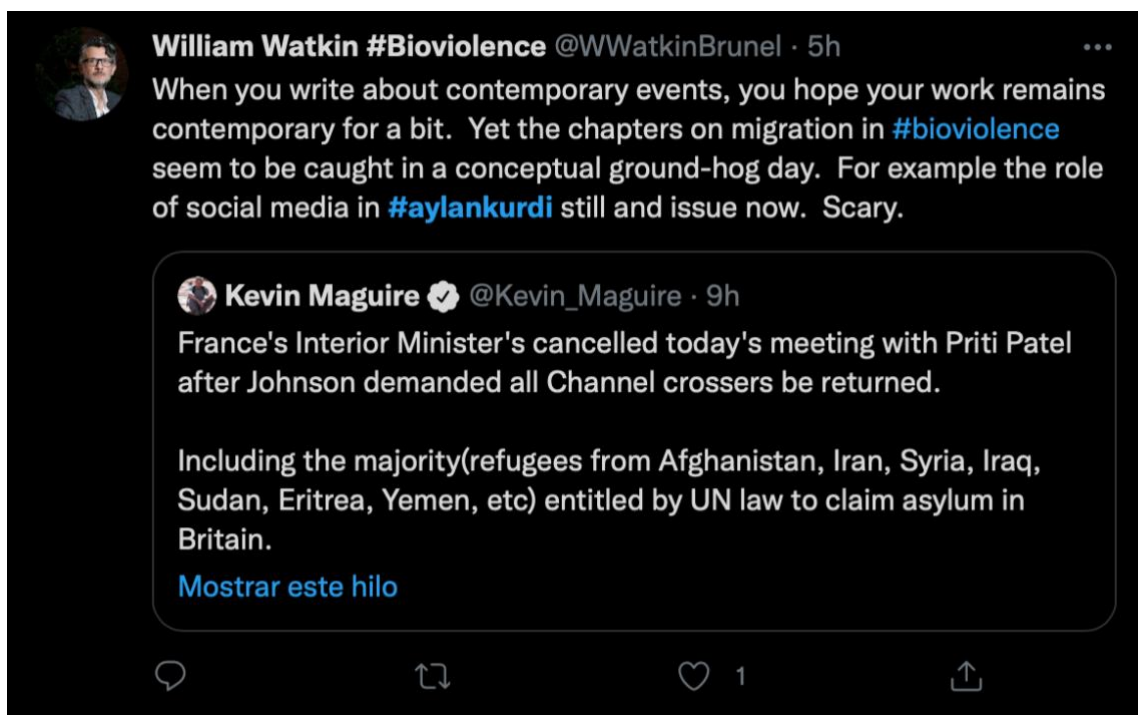 William Watkin #Bioviolence @WWatkinBrunel · 5h
When you write about contemporary events, you hope your work remains
contemporary for a bit.  Yet the chapters on migration in #bioviolence
seem to be caught in a conceptual ground-hog day.  For example the role
of social media in #aylankurdi still and issue now.  Scary.
Kevin Maguire @Kevin_Maguire · 9h
France's Interior Minister's cancelled today's meeting with Priti Patel
after Johnson demanded all Channel crossers be returned.
Including the majority(refugees from Afghanistan, Iran, Syria, Iraq,
Sudan, Eritrea, Yemen, etc) entitled by UN law to claim asylum in
Britain.
Mostrar este hilo
1